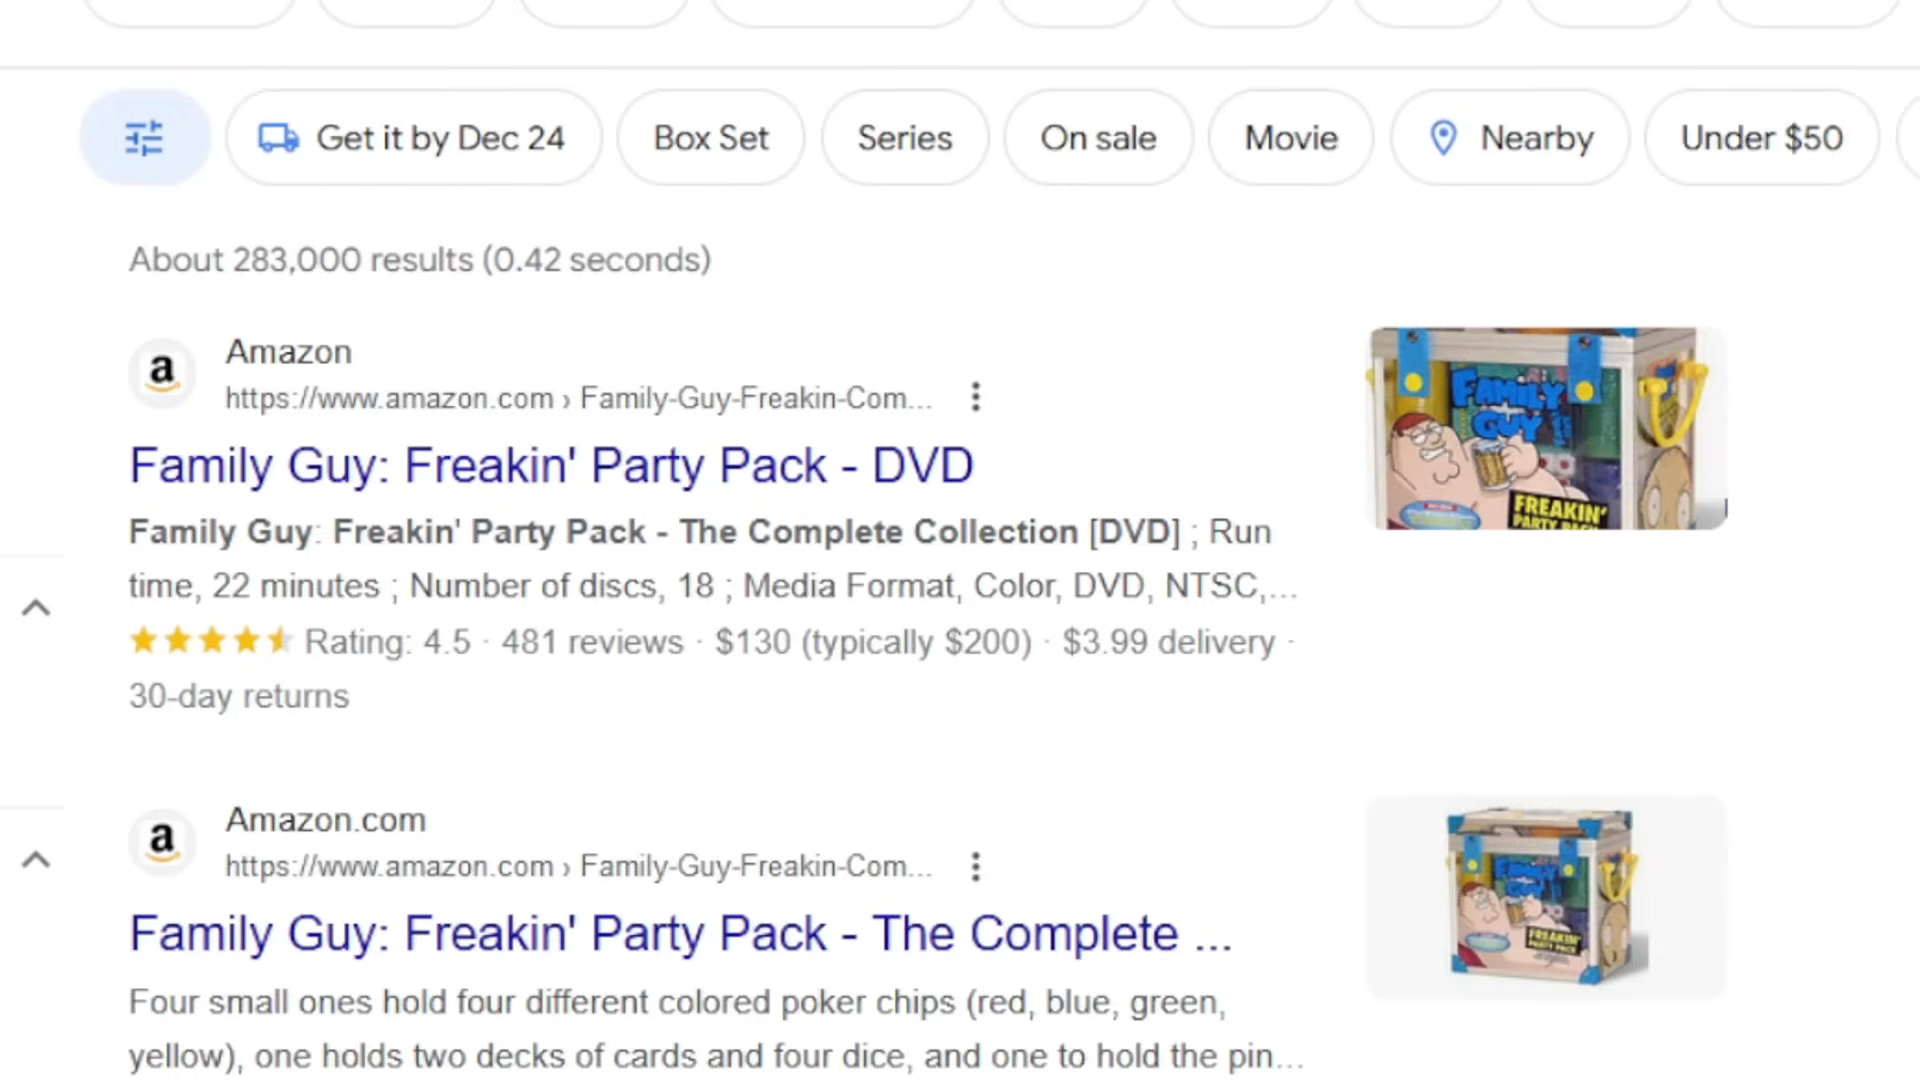 Get it by Dec 24
Box Set
Series
On sale
Movie
Nearby
Under $50
About 283,000 results (0.42 seconds)
a
Amazon
https://www.amazon.com › Family-Guy-Freakin-Com...
Family Guy: Freakin' Party Pack - DVD
Family Guy: Freakin' Party Pack - The Complete Collection [DVD] ; Run
time, 22 minutes ; Number of discs, 18 ; Media Format, Color, DVD, NTSC,...
Rating: 4.5 · 481 reviews · $130 (typically $200) · $3.99 delivery ·
30-day returns
FAMILY
GUY
FREAKIN'
PARTY PACK
a
Amazon.com
https://www.amazon.com › Family-Guy-Freakin-Com...
Family Guy: Freakin' Party Pack - The Complete ...
Four small ones hold four different colored poker chips (red, blue, green,
yellow), one holds two decks of cards and four dice, and one to hold the pin...
FAMILY
GUY
FREAKIN'
PARTY PACK